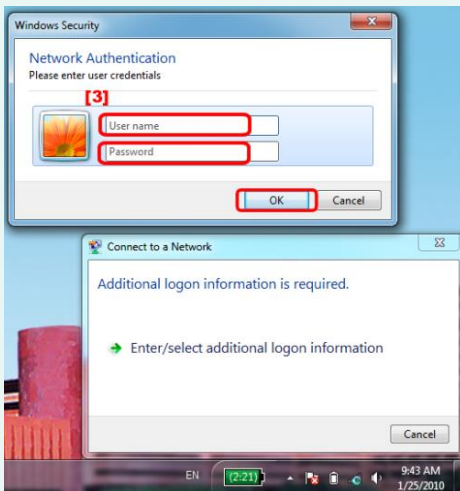 Windows Security
Network Authentication
Please enter user credentials
[3]
User name
Password
OK Cancel
Connect to a Network
Additional logon information is required.
Enter/select additional logon information
Cancel
EN (2:21) 9:43 AM
1/25/2010